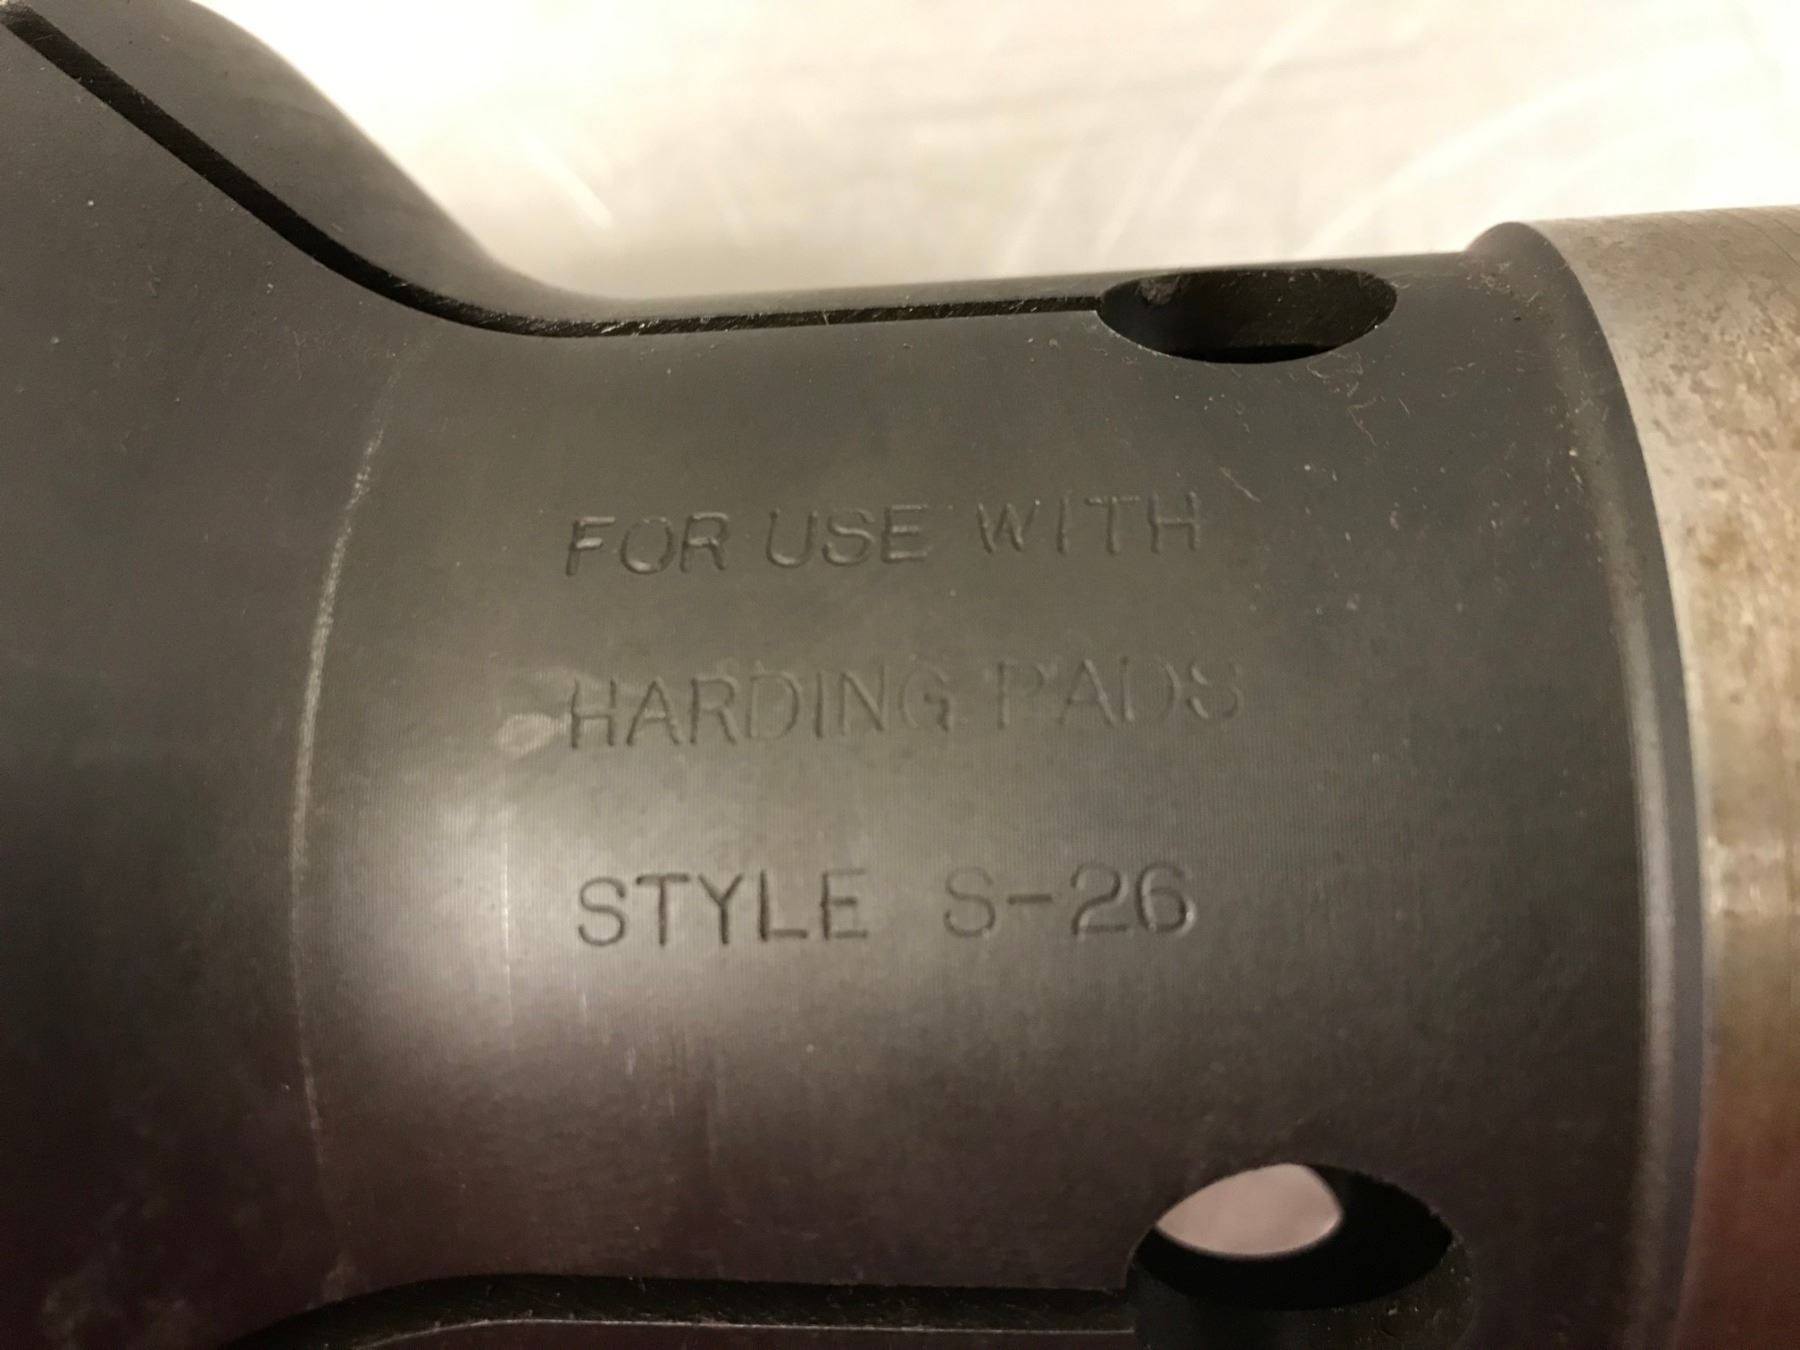 FOR USE WITH
HARDING PADS
STYLE S-26